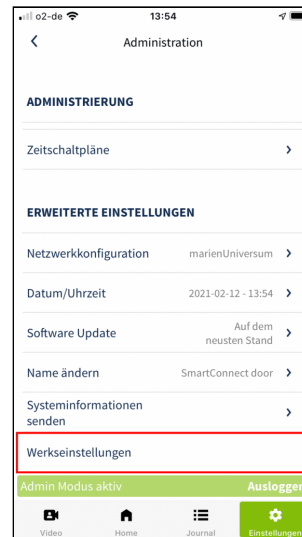 o2-de 13:54
Administration
ADMINISTRIERUNG
Zeitschaltpläne
ERWEITERTE EINSTELLUNGEN
Netzwerkkonfiguration marienUniversum
Datum/Uhrzeit 2021-02-12 - 13:54
Software Update Auf dem
neusten Stand
Name ändern SmartConnect door
Systeminformationen
senden
Werkseinstellungen
Admin Modus aktiv Ausloggen
Video Home Journal Einstellungen